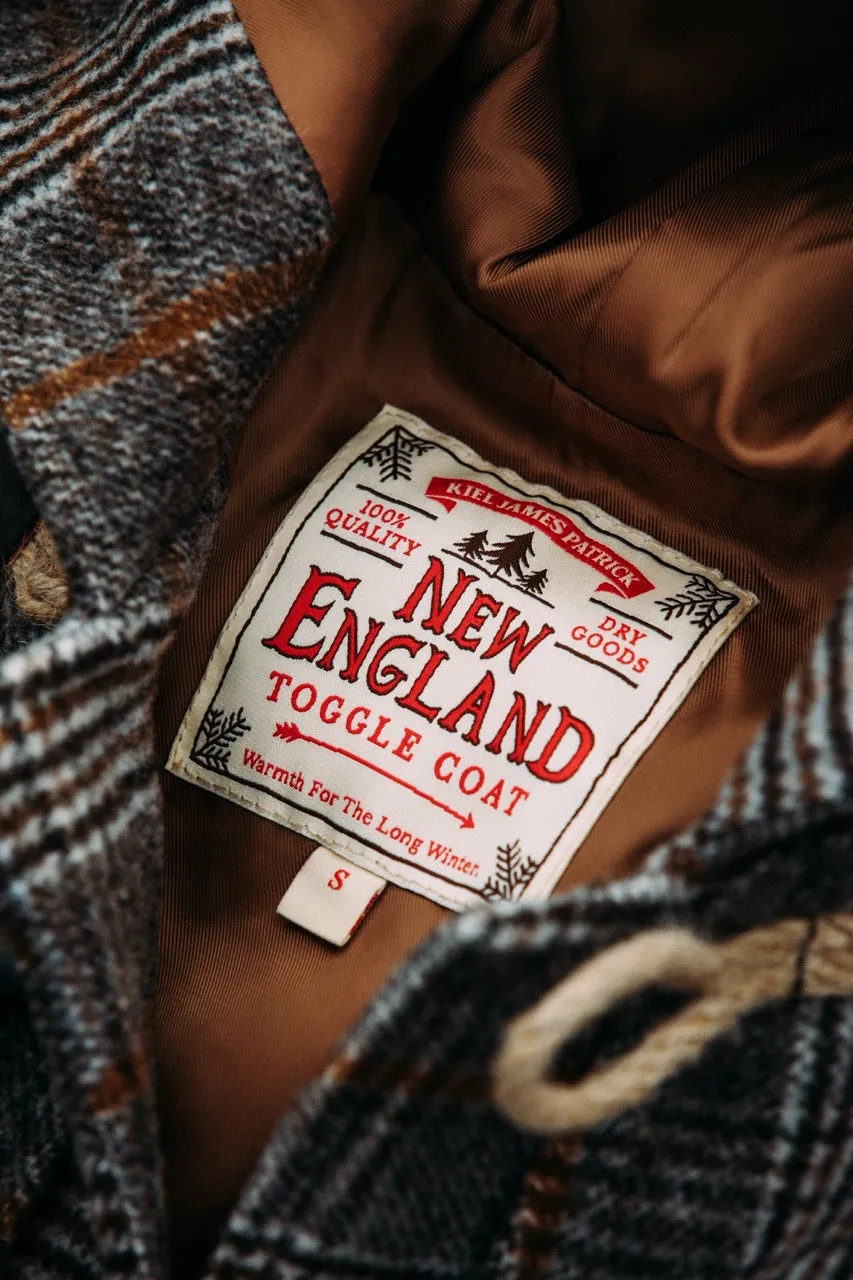 KIEL JAMES PATRICK
100%
QUALITY
DRY
GOODS
NEW
ENGLAND
TOGGLE COAT
Warmth For The Long Winter.
S